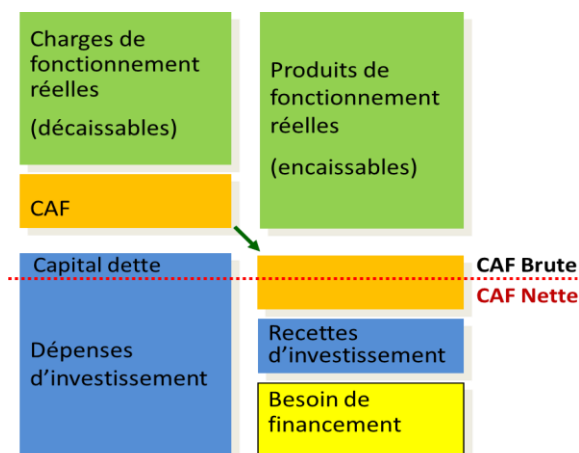 Charges de
fonctionnement
réelles
(décaissables)
Produits de
fonctionnement
réelles
(encaissables)
CAF
Capital dette
CAF Brute
CAF Nette
Dépenses
d'investissement
Recettes
d'investissement
Besoin de
financement